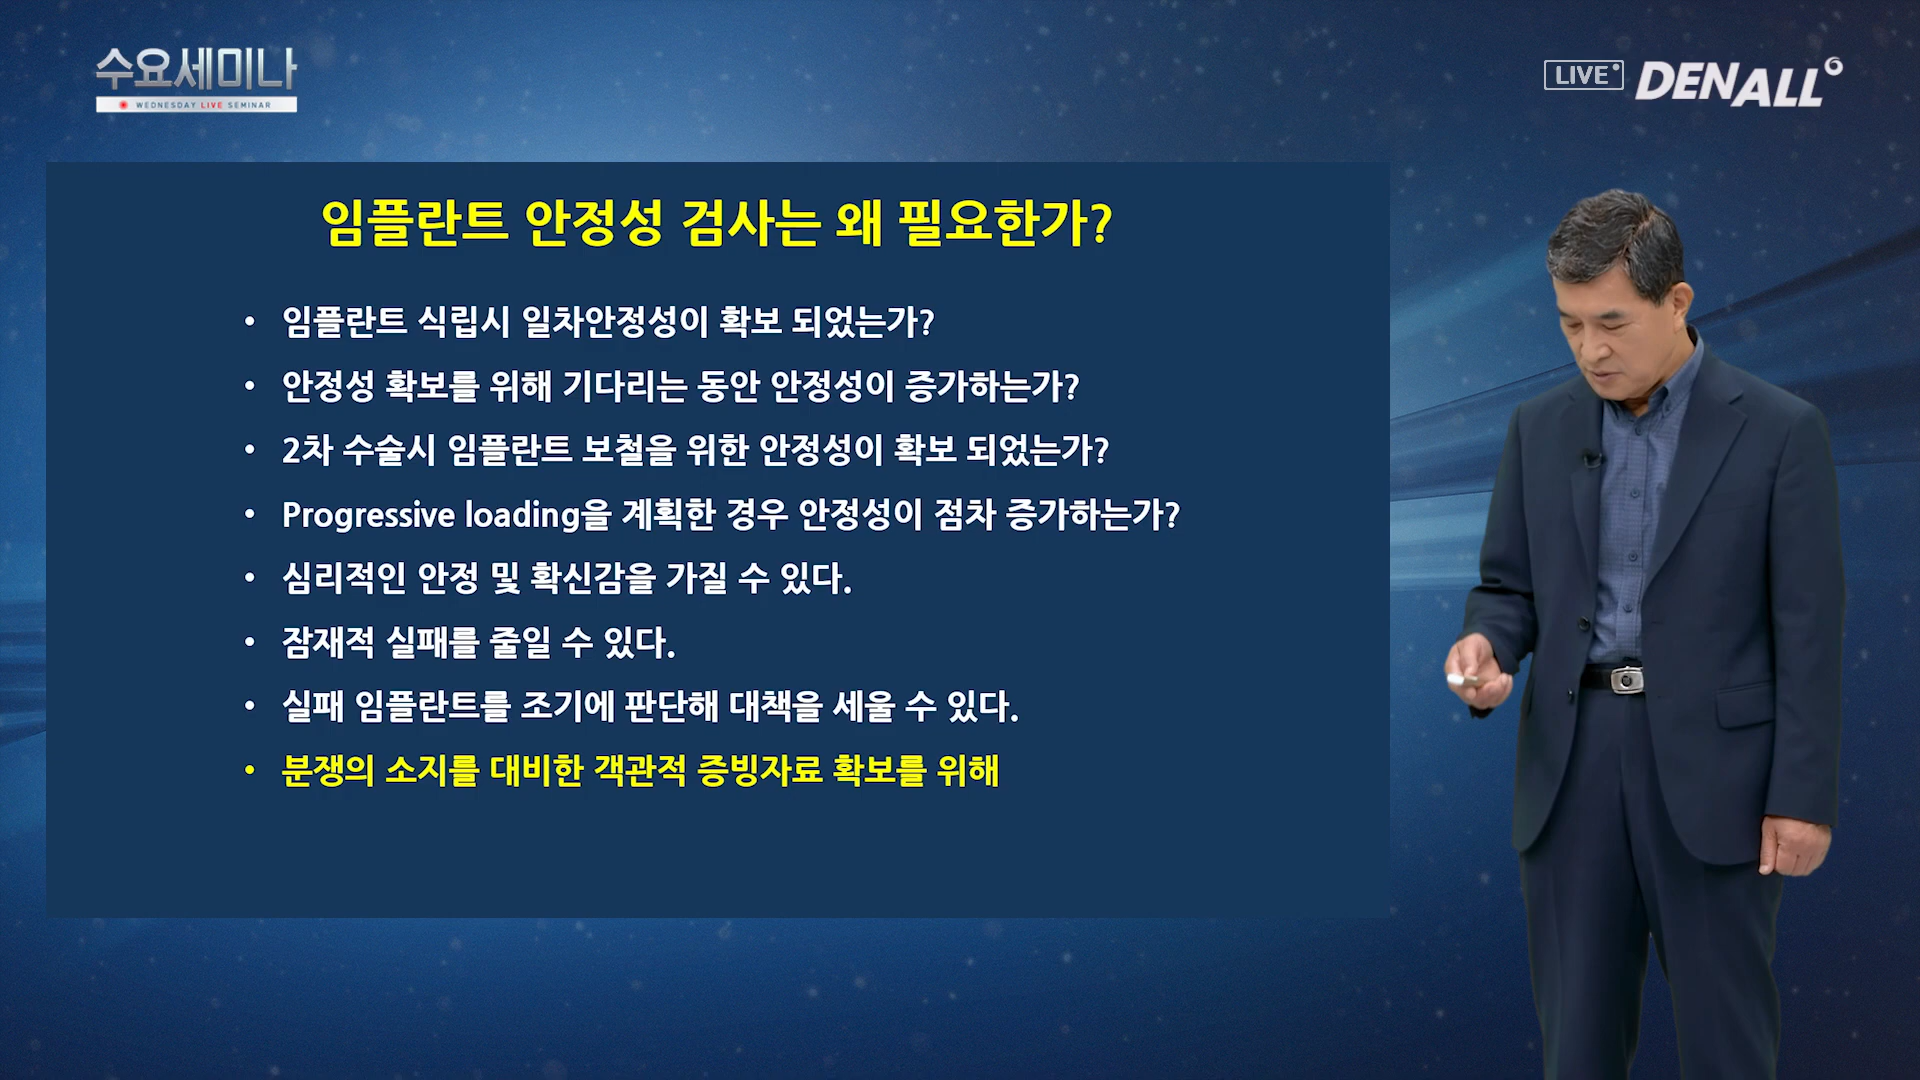 수요세미나
WEDNESDAY LIVE SEMINAR
LIVE
DENALL
임플란트 안정성 검사는 왜 필요한가?
• 임플란트 식립시 일차안정성이 확보 되었는가?
• 안정성 확보를 위해 기다리는 동안 안정성이 증가하는가?
• 2차 수술시 임플란트 보철을 위한 안정성이 확보 되었는가?
• Progressive loading을 계획한 경우 안정성이 점차 증가하는가?
• 심리적인 안정 및 확신감을 가질 수 있다.
• 잠재적 실패를 줄일 수 있다.
• 실패 임플란트를 조기에 판단해 대책을 세울 수 있다.
• 분쟁의 소지를 대비한 객관적 증빙자료 확보를 위해